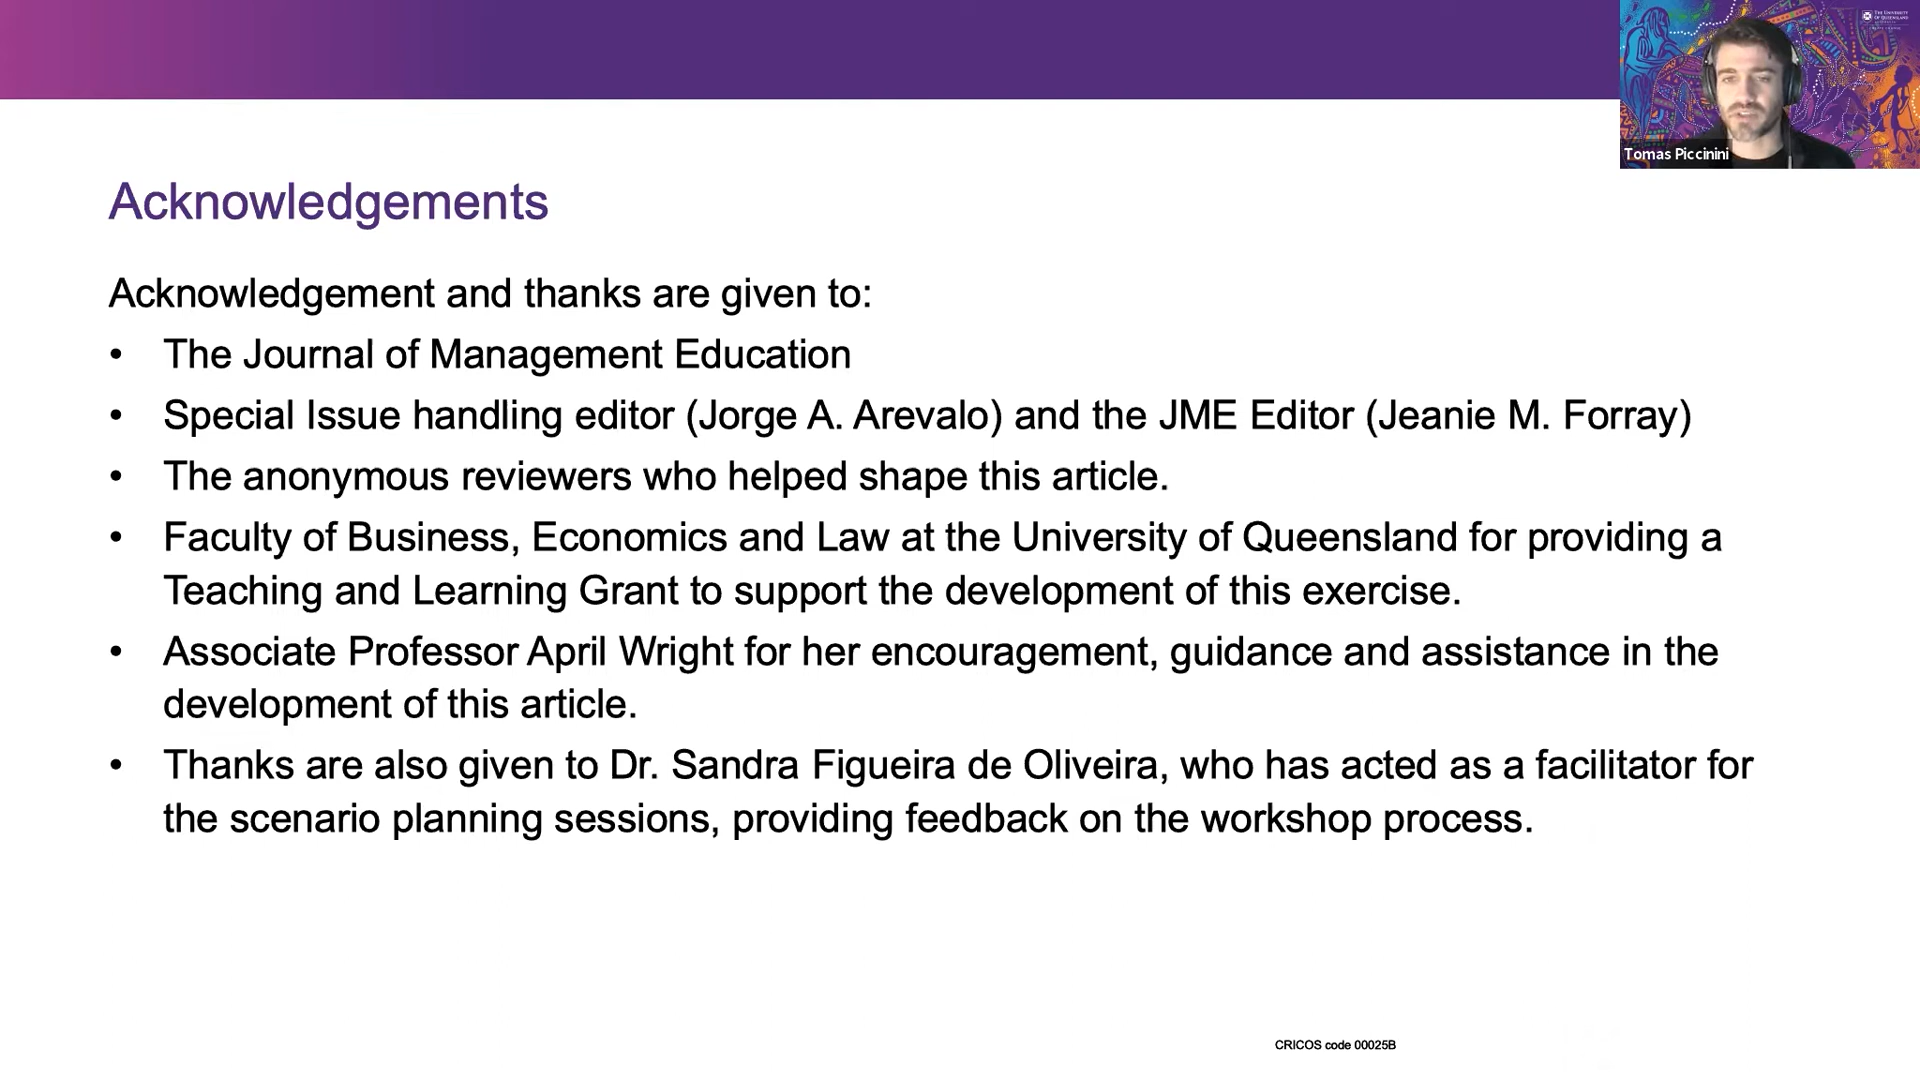 THE UNIVERSITY
OF QUEENSLAND
Tomas Piccinini
Acknowledgements
Acknowledgement and thanks are given to:
• The Journal of Management Education
• Special Issue handling editor (Jorge A. Arevalo) and the JME Editor (Jeanie M. Forray)
• The anonymous reviewers who helped shape this article.
• Faculty of Business, Economics and Law at the University of Queensland for providing a
Teaching and Learning Grant to support the development of this exercise.
• Associate Professor April Wright for her encouragement, guidance and assistance in the
development of this article.
• Thanks are also given to Dr. Sandra Figueira de Oliveira, who has acted as a facilitator for
the scenario planning sessions, providing feedback on the workshop process.
CRICOS code 00025B